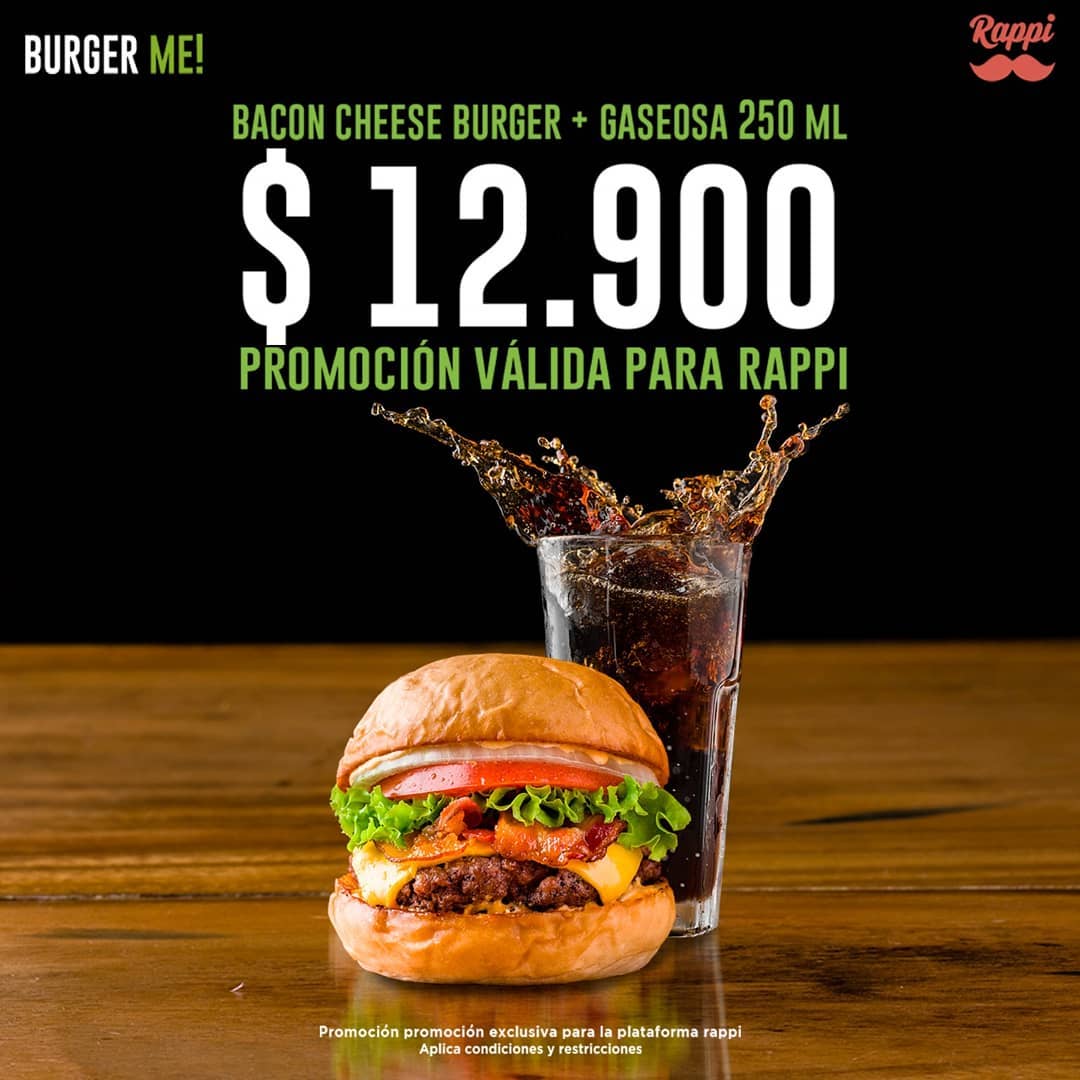 BURGER ME!
Rappi
BACON CHEESE BURGER + GASEOSA 250 ML
$ 12.900
PROMOCIÓN VÁLIDA PARA RAPPI
Promoción promoción exclusiva para la plataforma rappi
Aplica condiciones y restricciones